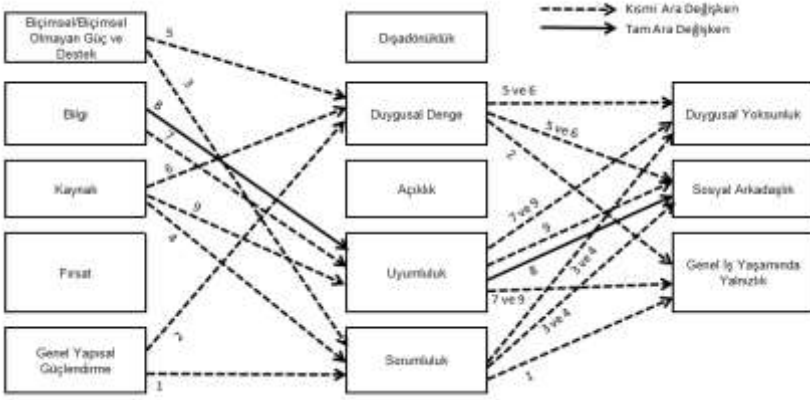 Biçimsel/Biçimsel
Olmayan Güç ve
Destek
Bilgi
Kaynak
Fırsat
Genel Yapısal
Güçlendirme
5
3
8
7
6
9
4
2
1
Dışadönüklük
Duygusal Denge
Açıklık
Uyumluluk
Sorumluluk
Kısmi Ara Değişken
Tam Ara Değişken
5 ve 6
5 ve 6
2
7 ve 9
9
8
3 ve 4
7 ve 9
3 ve 4
1
Duygusal Yoksunluk
Sosyal Arkadaşlık
Genel İş Yaşamında
Yalnızlık